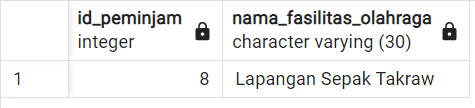 id_peminjam nama_fasilitas_olahraga
integer character varying (30)
1 8 Lapangan Sepak Takraw